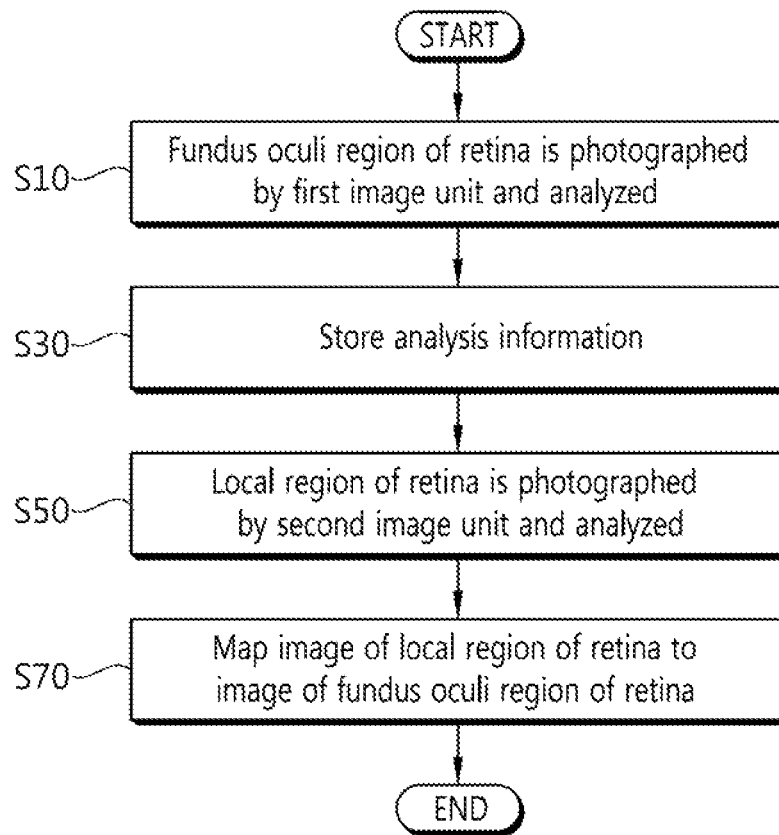 START
S10
Fundus oculi region of retina is photographed
by first image unit and analyzed
S30
Store analysis information
S50
Local region of retina is photographed
by second image unit and analyzed
S70
Map image of local region of retina to
image of fundus oculi region of retina
END